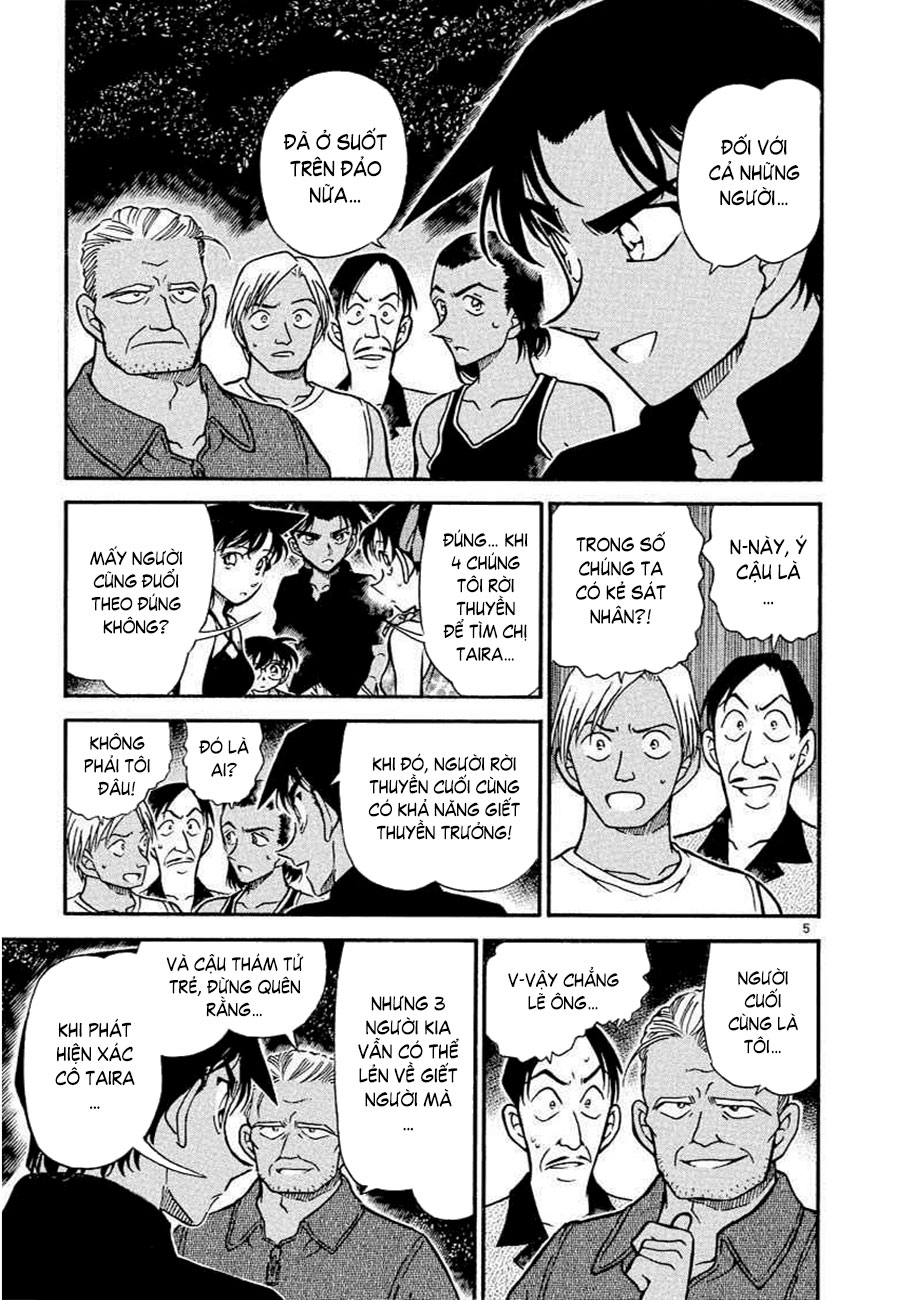 ĐỐI VỚI
CẢ NHỮNG
NGƯỜI...
ĐÃ Ở SUỐT
TRÊN ĐẢO
NỮA...
N-NÀY, Ý
CẬU LÀ
...
TRONG SỐ
CHÚNG TA
CÓ KẺ SÁT
NHÂN?!
ĐÚNG... KHI
4 CHÚNG
TÔI RỜI
THUYỀN
ĐỂ TÌM CHỊ
TAIRA...
MẤY NGƯỜI
CŨNG ĐUỔI
THEO ĐÚNG
KHÔNG?
KHI ĐÓ, NGƯỜI RỜI
THUYỀN CUỐI CÙNG
CÓ KHẢ NĂNG GIẾT
THUYỀN TRƯỞNG!
ĐÓ LÀ
AI?
KHÔNG
PHẢI TÔI
ĐÂU!
5
NGƯỜI
CUỐI
CÙNG LÀ
TÔI...
V-VẬY CHẲNG
LẼ ÔNG...
NHƯNG 3
NGƯỜI KIA
VẪN CÓ THỂ
LÉN VỀ GIẾT
NGƯỜI MÀ
...
VÀ CẬU THÁM TỬ
TRẺ, ĐỪNG QUÊN
RẰNG...
KHI PHÁT
HIỆN XÁC
CÔ TAIRA
...